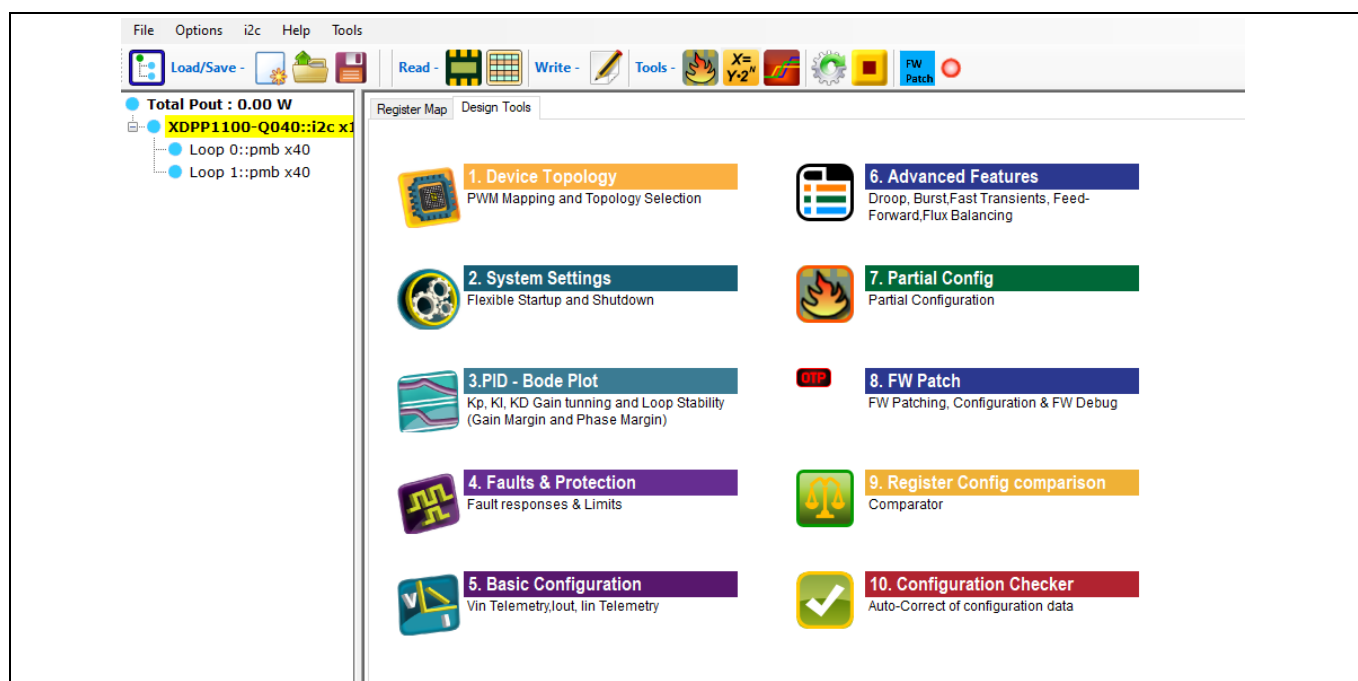 File Options i2c Help Tools
Load/Save - Read - Write - Tools - X= Y·2ᴺ FW Patch
Total Pout : 0.00 W
XDPP1100-Q040::i2c x1
Loop 0::pmb x40
Loop 1::pmb x40
Register Map Design Tools
1. Device Topology
PWM Mapping and Topology Selection
2. System Settings
Flexible Startup and Shutdown
3.PID - Bode Plot
Kp, KI, KD Gain tunning and Loop Stability
(Gain Margin and Phase Margin)
4. Faults & Protection
Fault responses & Limits
5. Basic Configuration
Vin Telemetry,Iout, Iin Telemetry
6. Advanced Features
Droop, Burst,Fast Transients, Feed-
Forward,Flux Balancing
7. Partial Config
Partial Configuration
OTP
8. FW Patch
FW Patching, Configuration & FW Debug
9. Register Config comparison
Comparator
10. Configuration Checker
Auto-Correct of configuration data